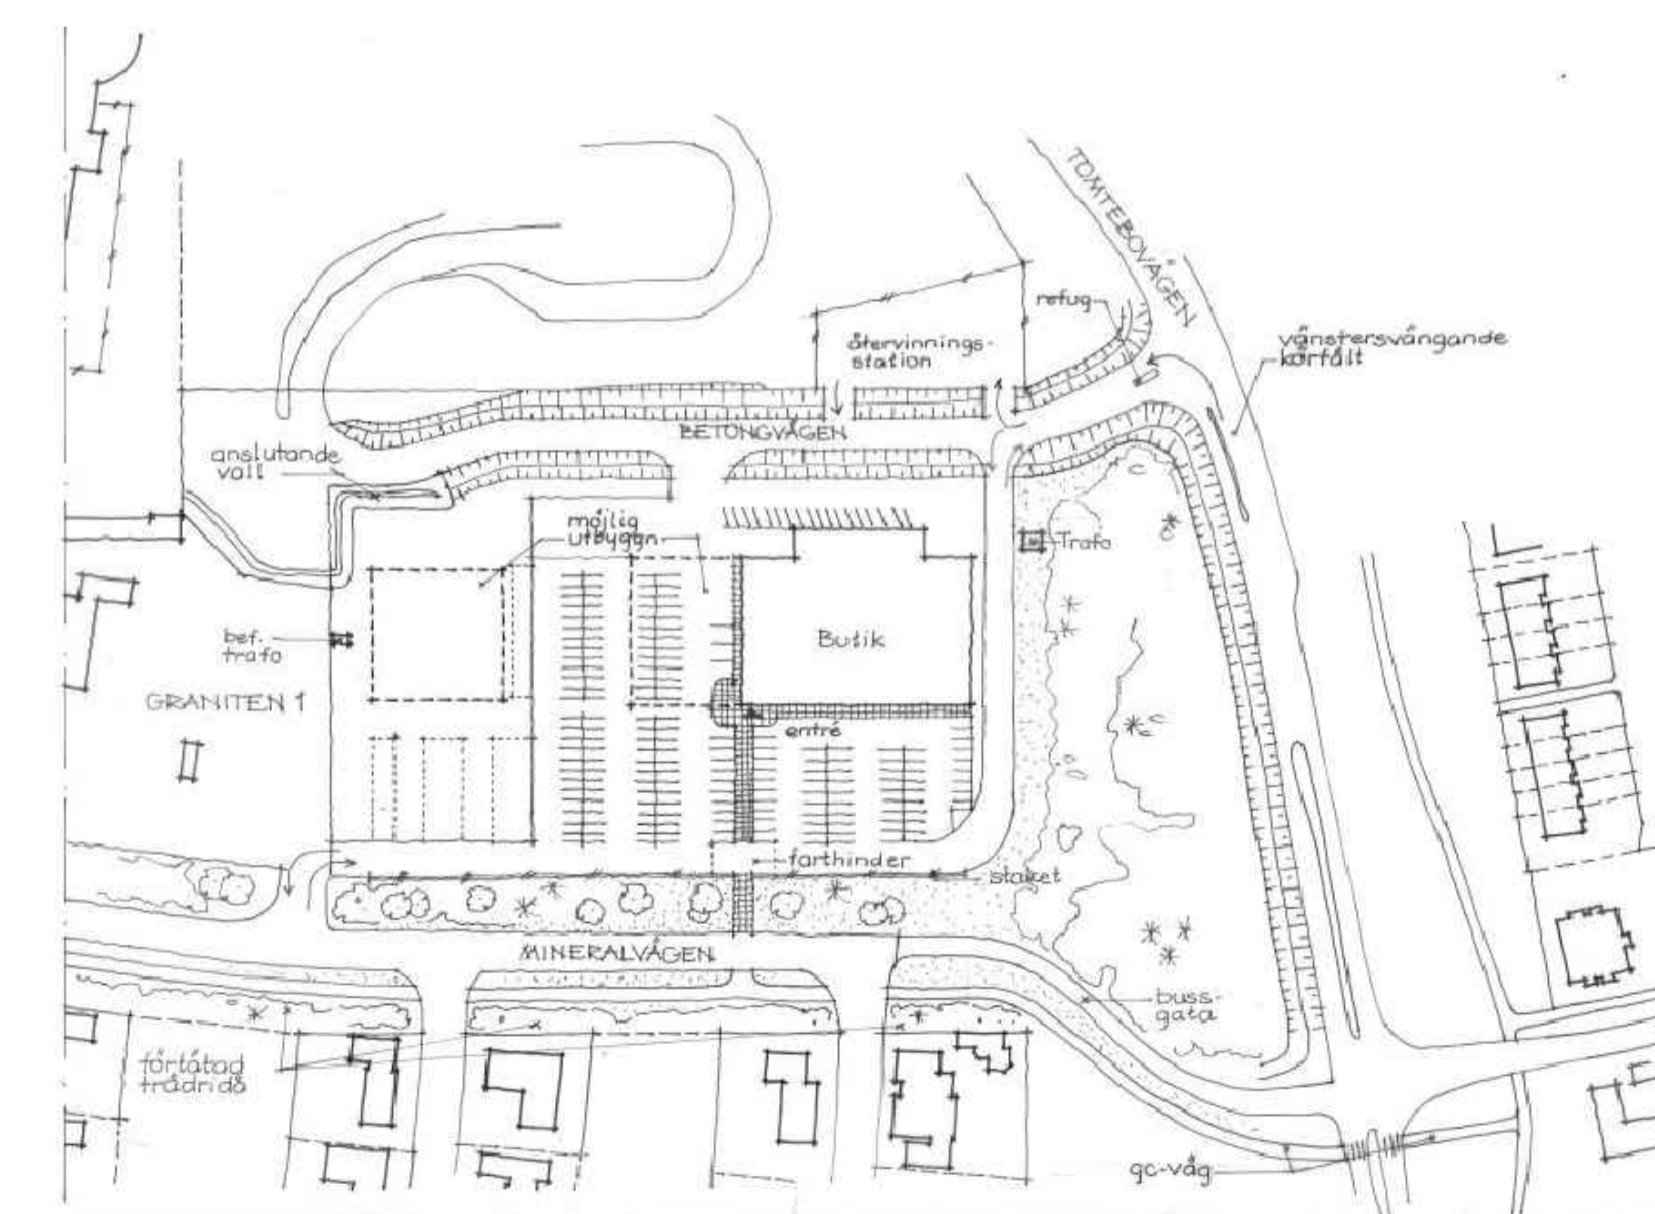 TOMTEBOVÄGEN
refug
vänstersvängande
körfält
återvinnings-
station
BETONGVÄGEN
anslutande
vall
möjlig
utbyggn.
Trafo
bef.
trafo
Butik
GRANITEN 1
entré
farthinder
staket
MINERALVÄGEN
buss-
gata
förtätad
trädridå
gc-väg